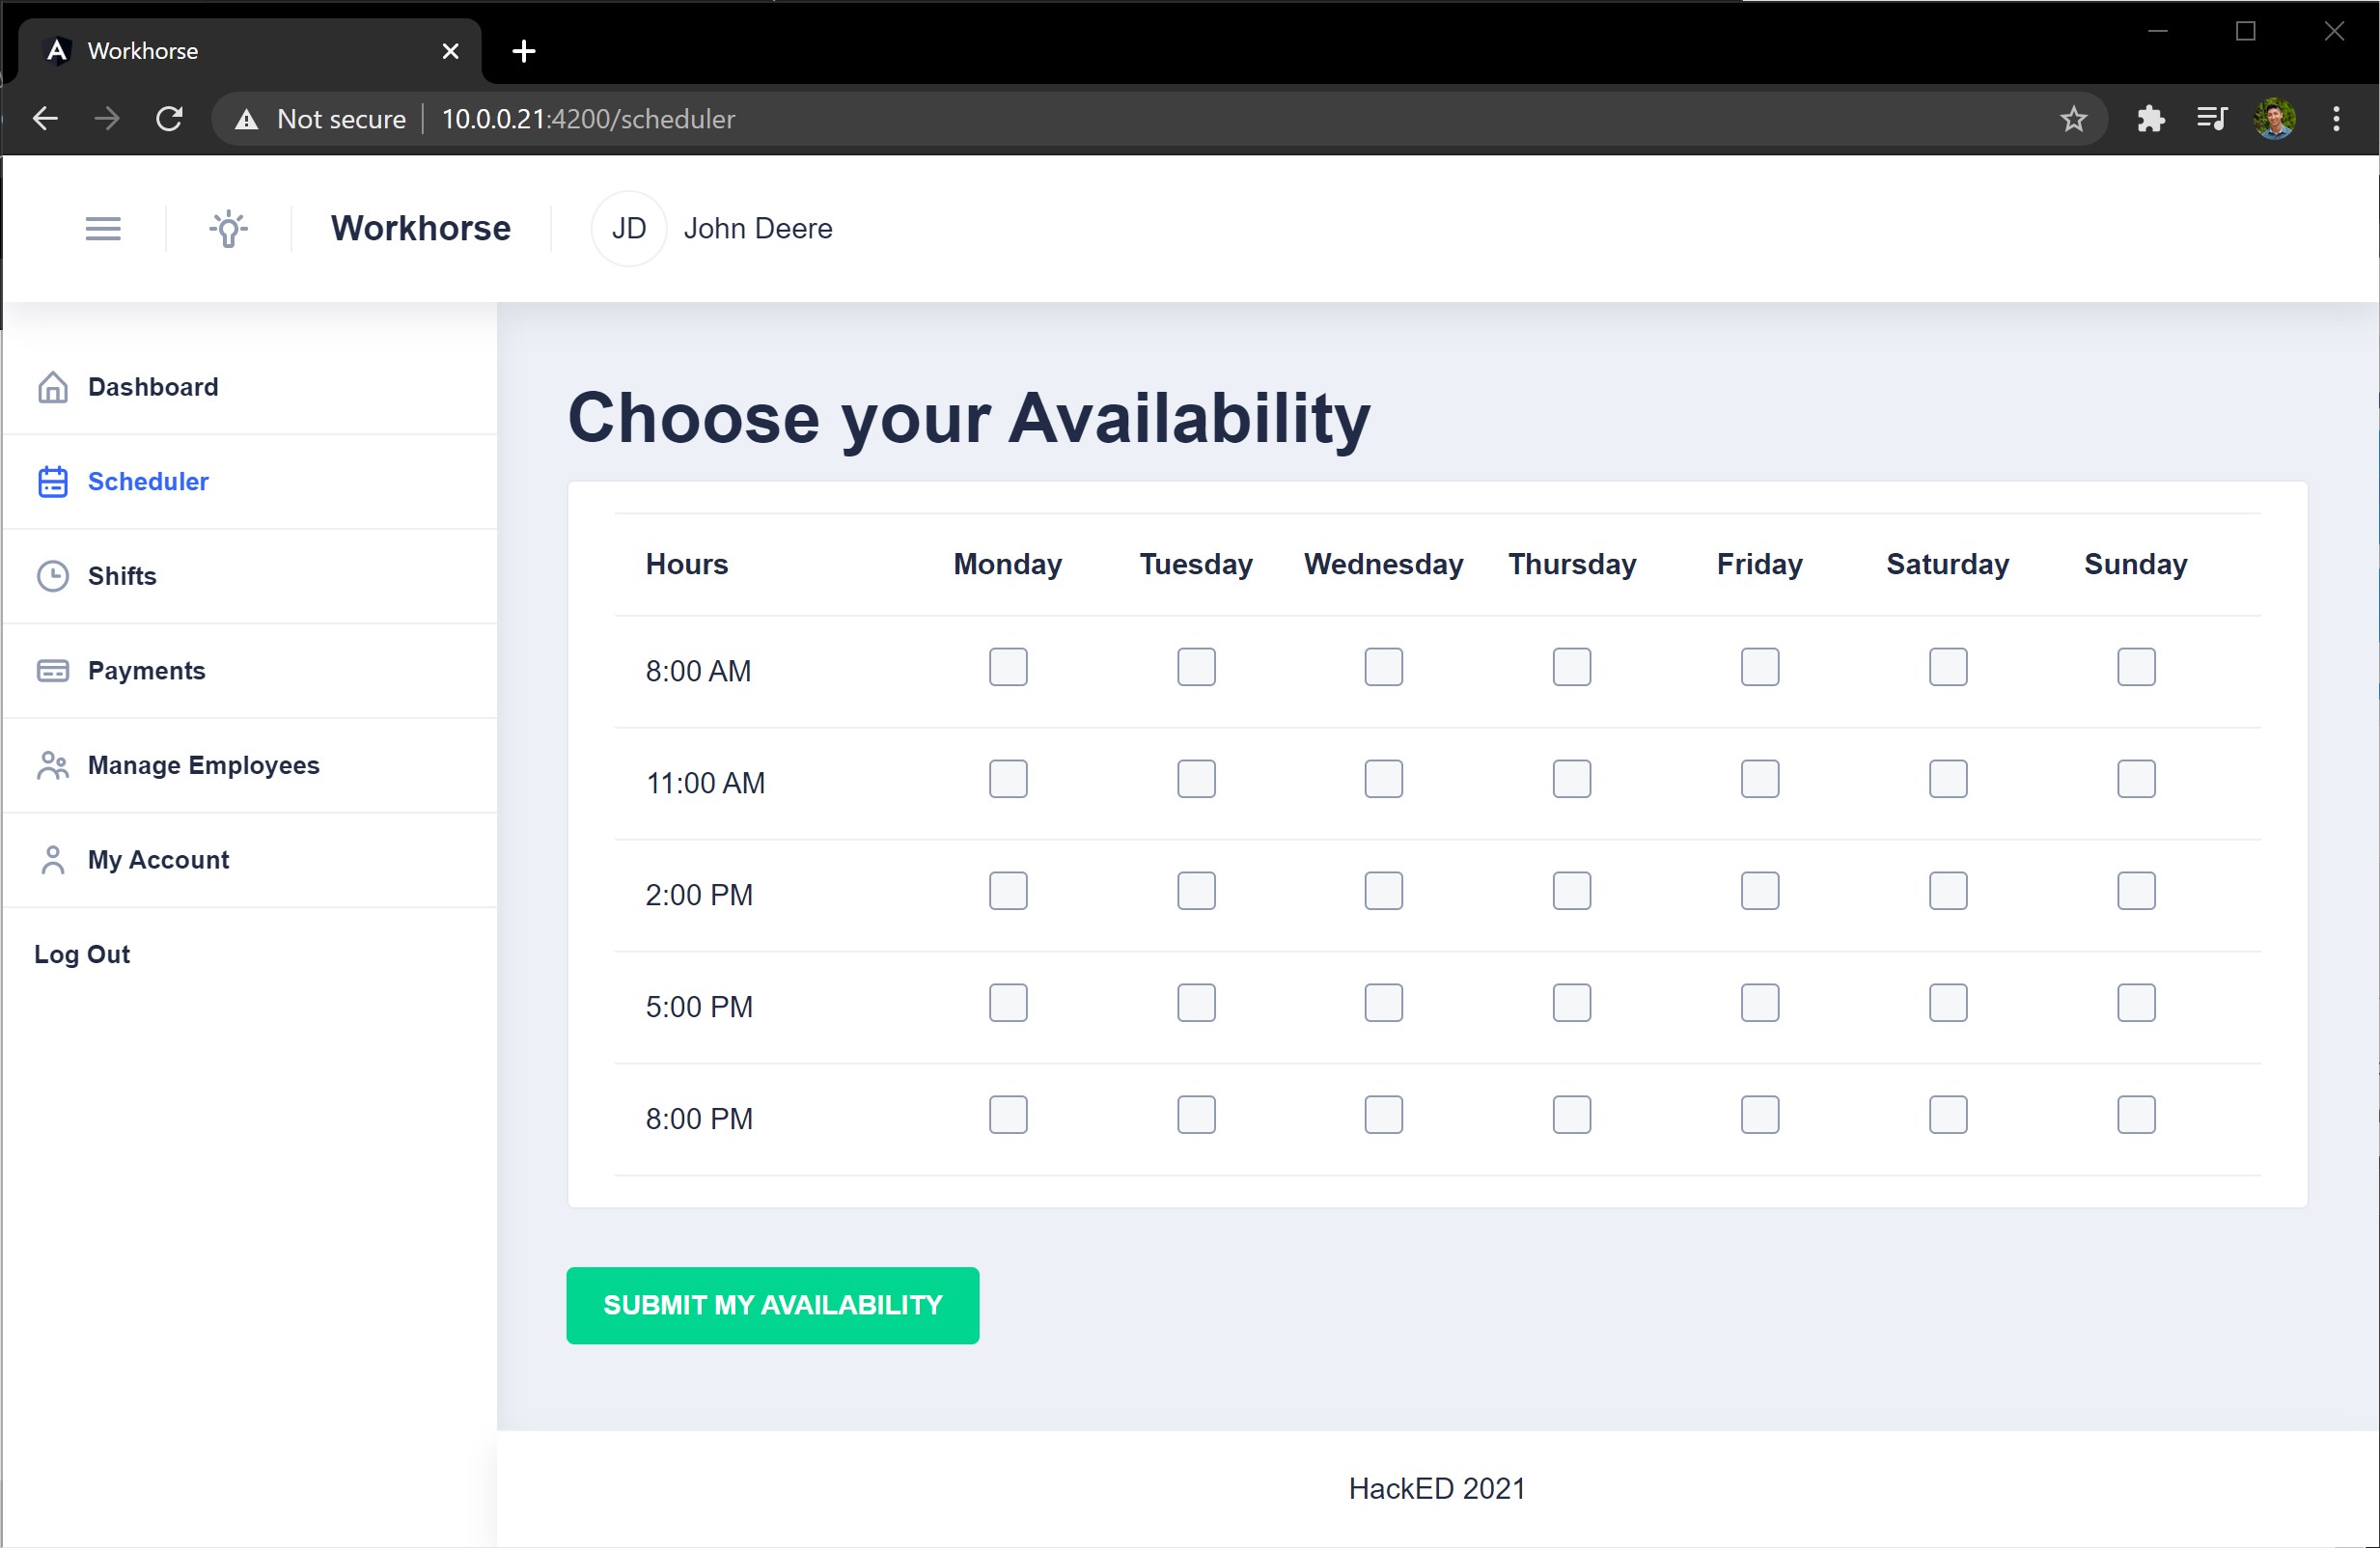 Workhorse
Not secure 10.0.0.21:4200/scheduler
Workhorse JD John Deere
Dashboard
Scheduler
Shifts
Payments
Manage Employees
My Account
Log Out
Choose your Availability
Hours Monday Tuesday Wednesday Thursday Friday Saturday Sunday
8:00 AM
11:00 AM
2:00 PM
5:00 PM
8:00 PM
SUBMIT MY AVAILABILITY
HackED 2021